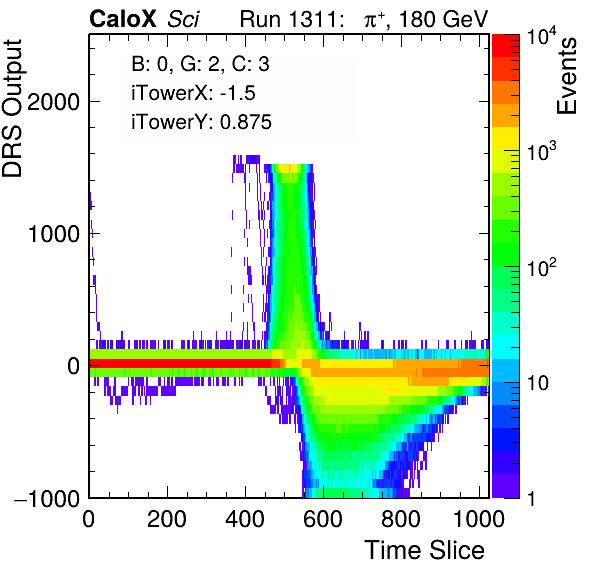 CaloX Sci Run 1311: π⁺, 180 GeV
B: 0, G: 2, C: 3
iTowerX: -1.5
iTowerY: 0.875
DRS Output
2000
1000
0
−1000
0 200 400 600 800 1000
Time Slice
Events
10⁴
10³
10²
10
1